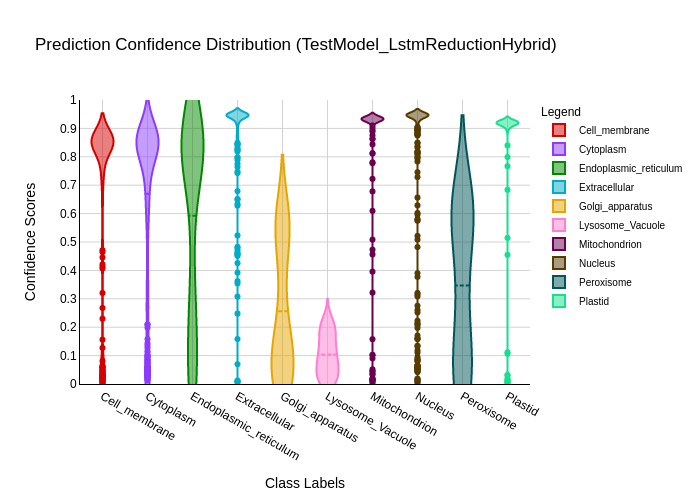 Prediction Confidence Distribution (TestModel_LstmReductionHybrid)
Legend
Cell_membrane
Cytoplasm
Endoplasmic_reticulum
Extracellular
Golgi_apparatus
Lysosome_Vacuole
Mitochondrion
Nucleus
Peroxisome
Plastid
Confidence Scores
1
0.9
0.8
0.7
0.6
0.5
0.4
0.3
0.2
0.1
0
Cell_membrane
Cytoplasm
Endoplasmic_reticulum
Extracellular
Golgi_apparatus
Lysosome_Vacuole
Mitochondrion
Nucleus
Peroxisome
Plastid
Class Labels